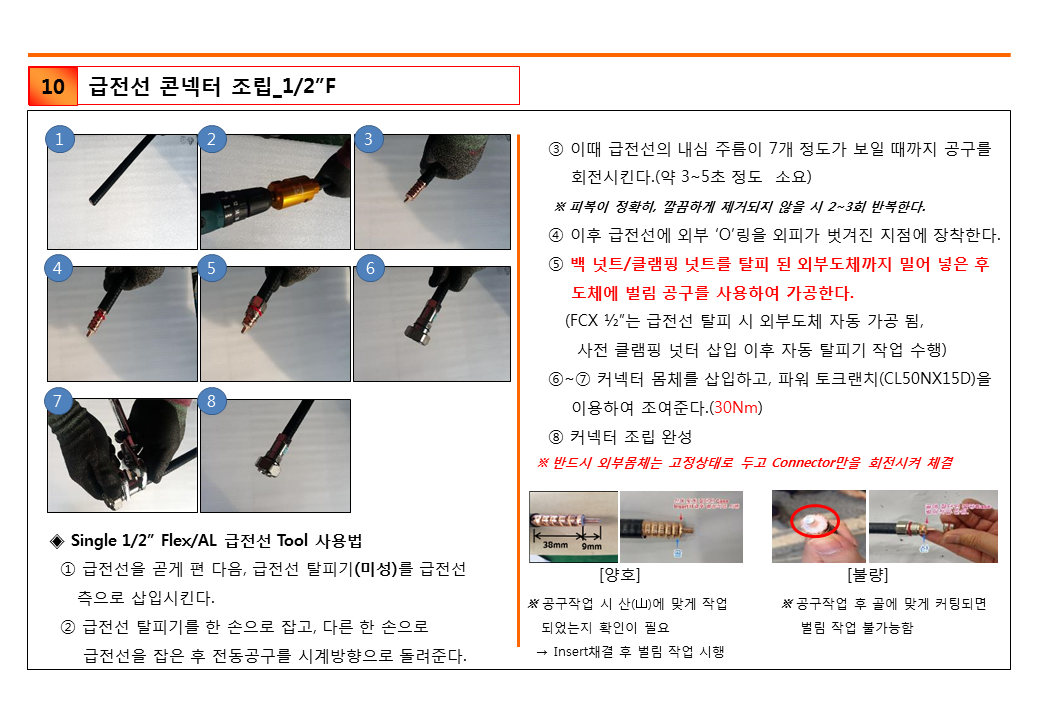 10
급전선 콘넥터 조립_1/2”F
1
2
3
4
5
6
7
8
◈ Single 1/2” Flex/AL 급전선 Tool 사용법
① 급전선을 곧게 편 다음, 급전선 탈피기(미성)를 급전선
측으로 삽입시킨다.
② 급전선 탈피기를 한 손으로 잡고, 다른 한 손으로
급전선을 잡은 후 전동공구를 시계방향으로 돌려준다.
③ 이때 급전선의 내심 주름이 7개 정도가 보일 때까지 공구를
회전시킨다.(약 3~5초 정도 소요)
※ 피복이 정확히, 깔끔하게 제거되지 않을 시 2~3회 반복한다.
④ 이후 급전선에 외부 ‘O’링을 외피가 벗겨진 지점에 장착한다.
⑤ 백 넛트/클램핑 넛트를 탈피 된 외부도체까지 밀어 넣은 후
도체에 벌림 공구를 사용하여 가공한다.
(FCX ½”는 급전선 탈피 시 외부도체 자동 가공 됨,
사전 클램핑 넛터 삽입 이후 자동 탈피기 작업 수행)
⑥~⑦ 커넥터 몸체를 삽입하고, 파워 토크랜치(CL50NX15D)을
이용하여 조여준다.(30Nm)
⑧ 커넥터 조립 완성
※ 반드시 외부몸체는 고정상태로 두고 Connector만을 회전시켜 체결
38mm
9mm
[양호]
[불량]
※ 공구작업 시 산(山)에 맞게 작업
되었는지 확인이 필요
→ Insert채결 후 벌림 작업 시행
※ 공구작업 후 골에 맞게 커팅되면
벌림 작업 불가능함